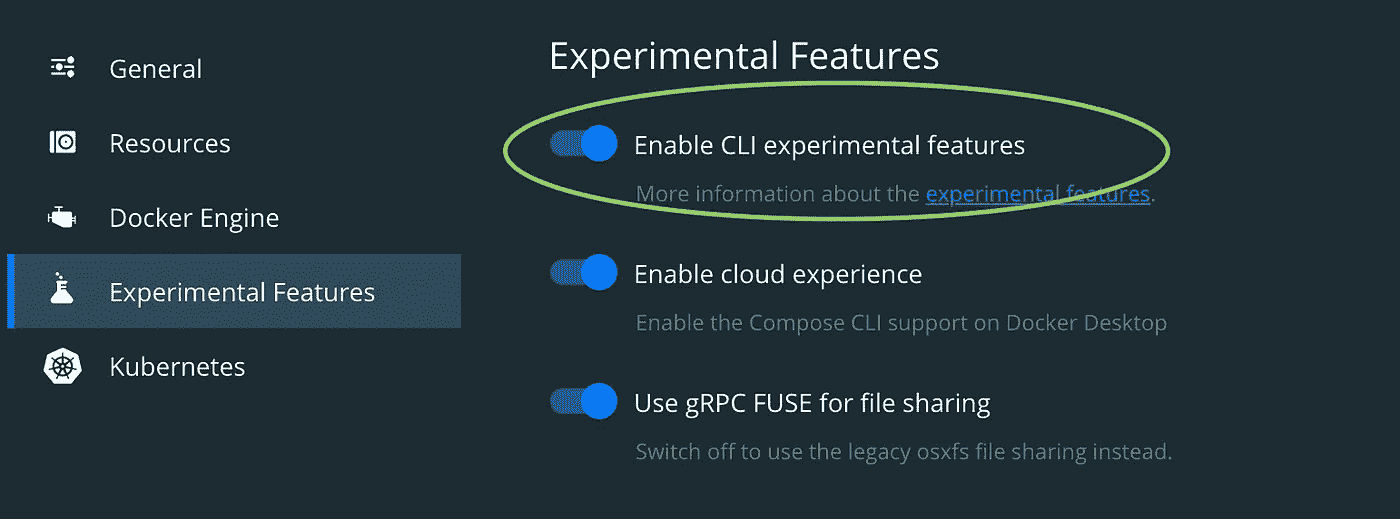 General
Resources
Docker Engine
Experimental Features
Kubernetes
Experimental Features
Enable CLI experimental features
More information about the experimental features.
Enable cloud experience
Enable the Compose CLI support on Docker Desktop
Use gRPC FUSE for file sharing
Switch off to use the legacy osxfs file sharing instead.